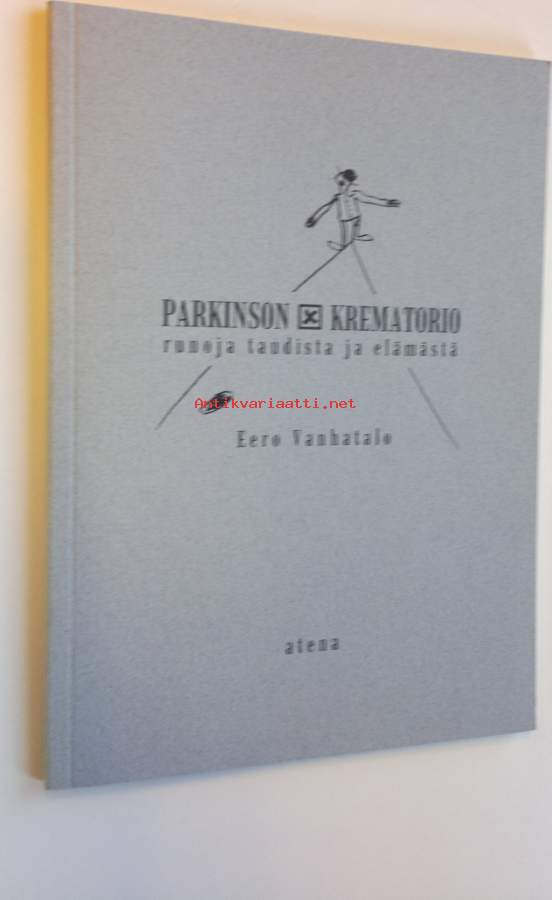 PARKINSON x KREMATORIO
runoja taudista ja elämästä
Antikvariaatti.net
Eero Vanhatalo
atena